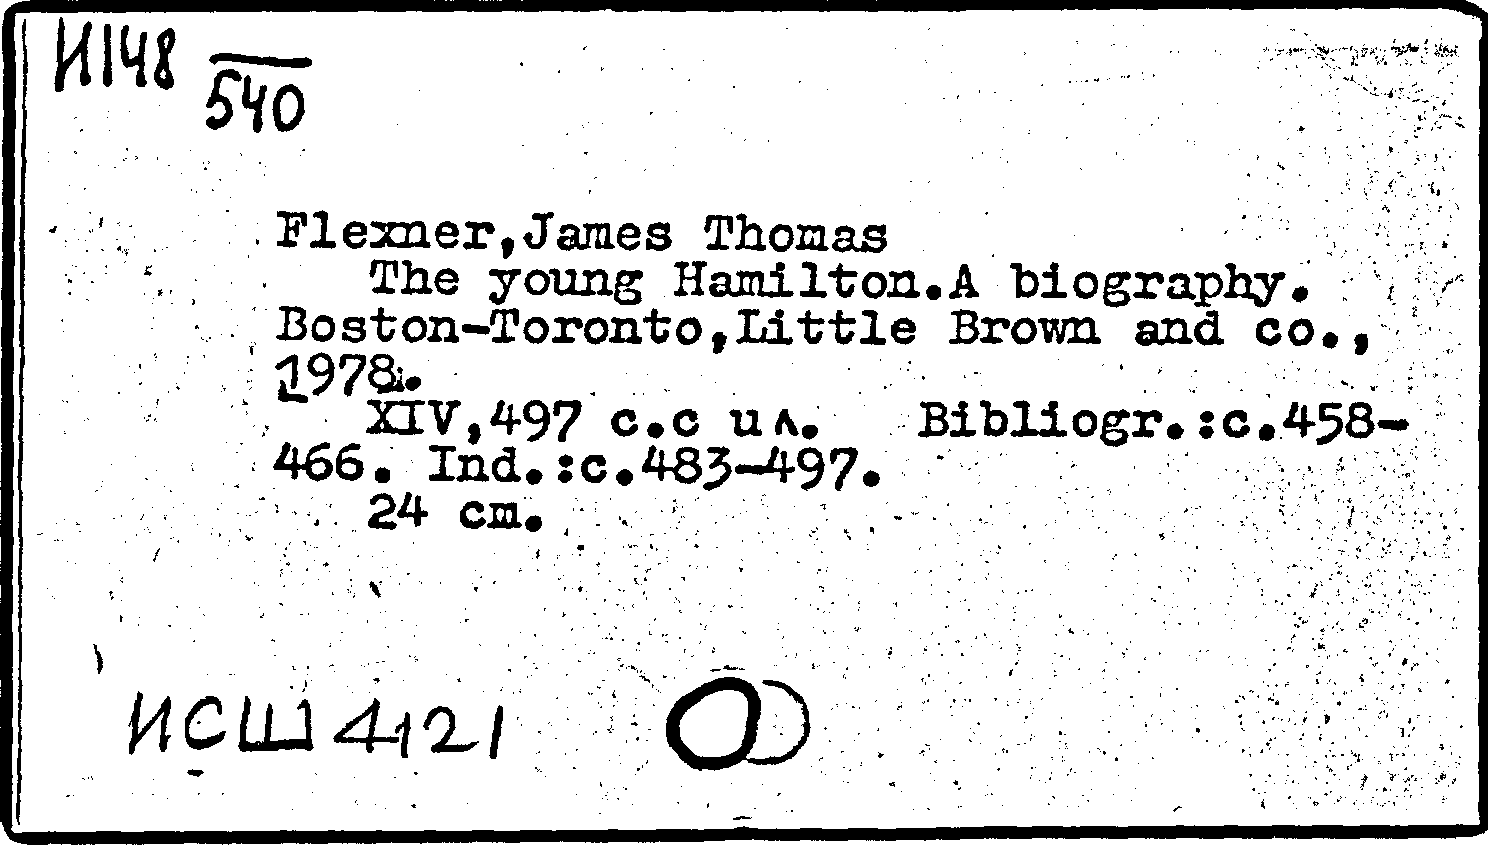 И148
540
Flexner,James Thomas
The young Hamilton.A biography.
Boston-Toronto,Little Brown and co.,
1978.
XIV,497 с.с ил. Bibliogr.:с.458-
466. Ind.:с.483-497.
24 cm.
ИСШ 4121